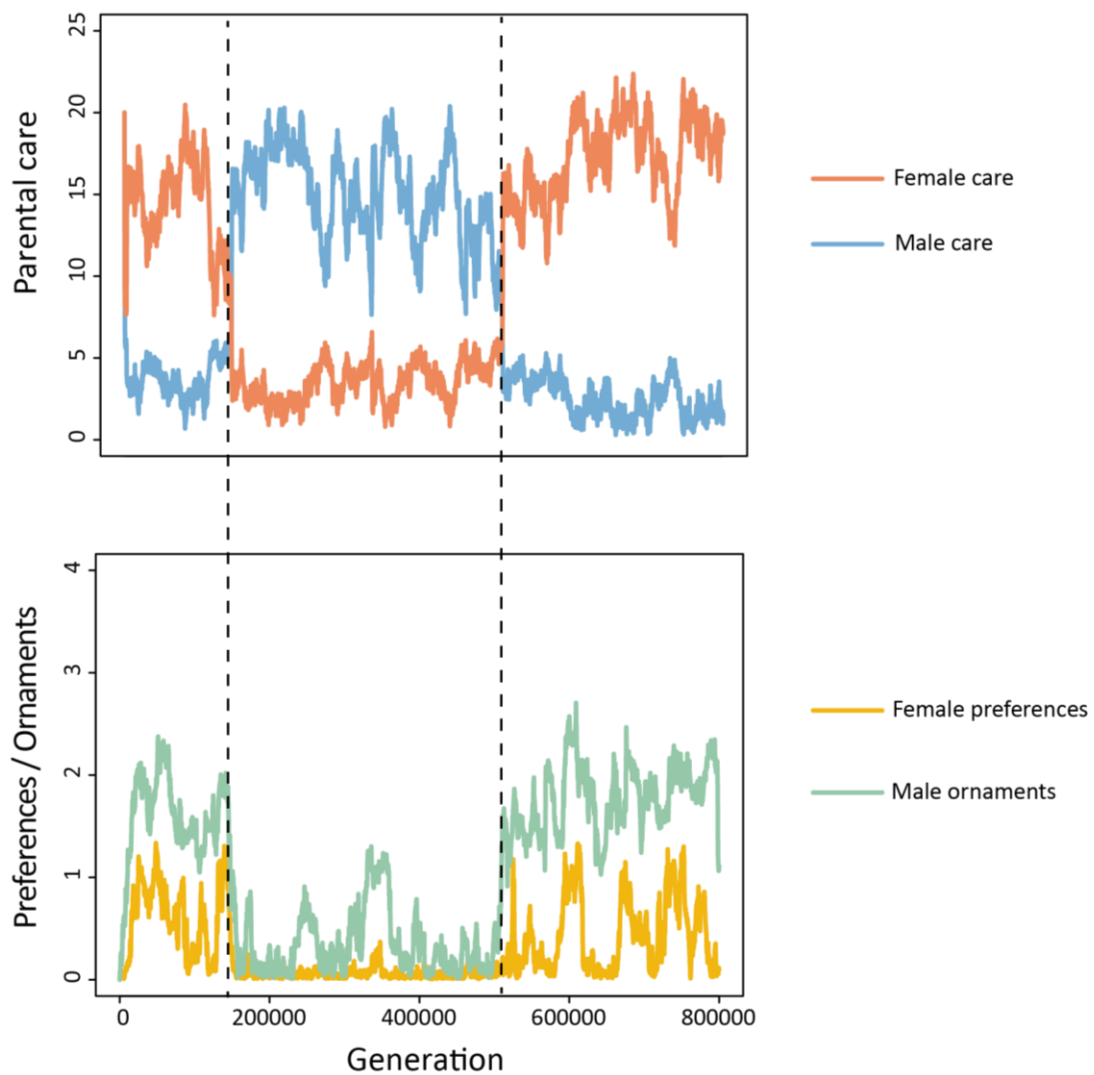 25
20
15
10
5
0
Parental care
Female care
Male care
4
3
2
1
0
Preferences / Ornaments
Female preferences
Male ornaments
0 200000 400000 600000 800000
Generation